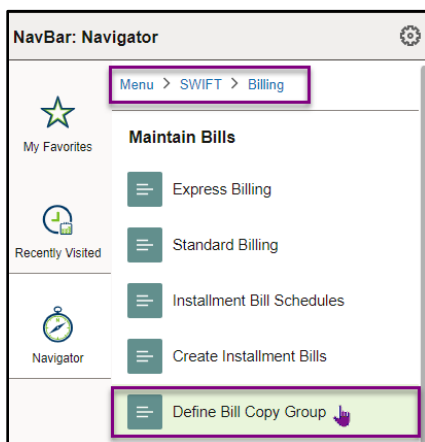 NavBar: Navigator
Menu > SWIFT > Billing
My Favorites
Maintain Bills
Express Billing
Recently Visited
Standard Billing
Installment Bill Schedules
Navigator
Create Installment Bills
Define Bill Copy Group